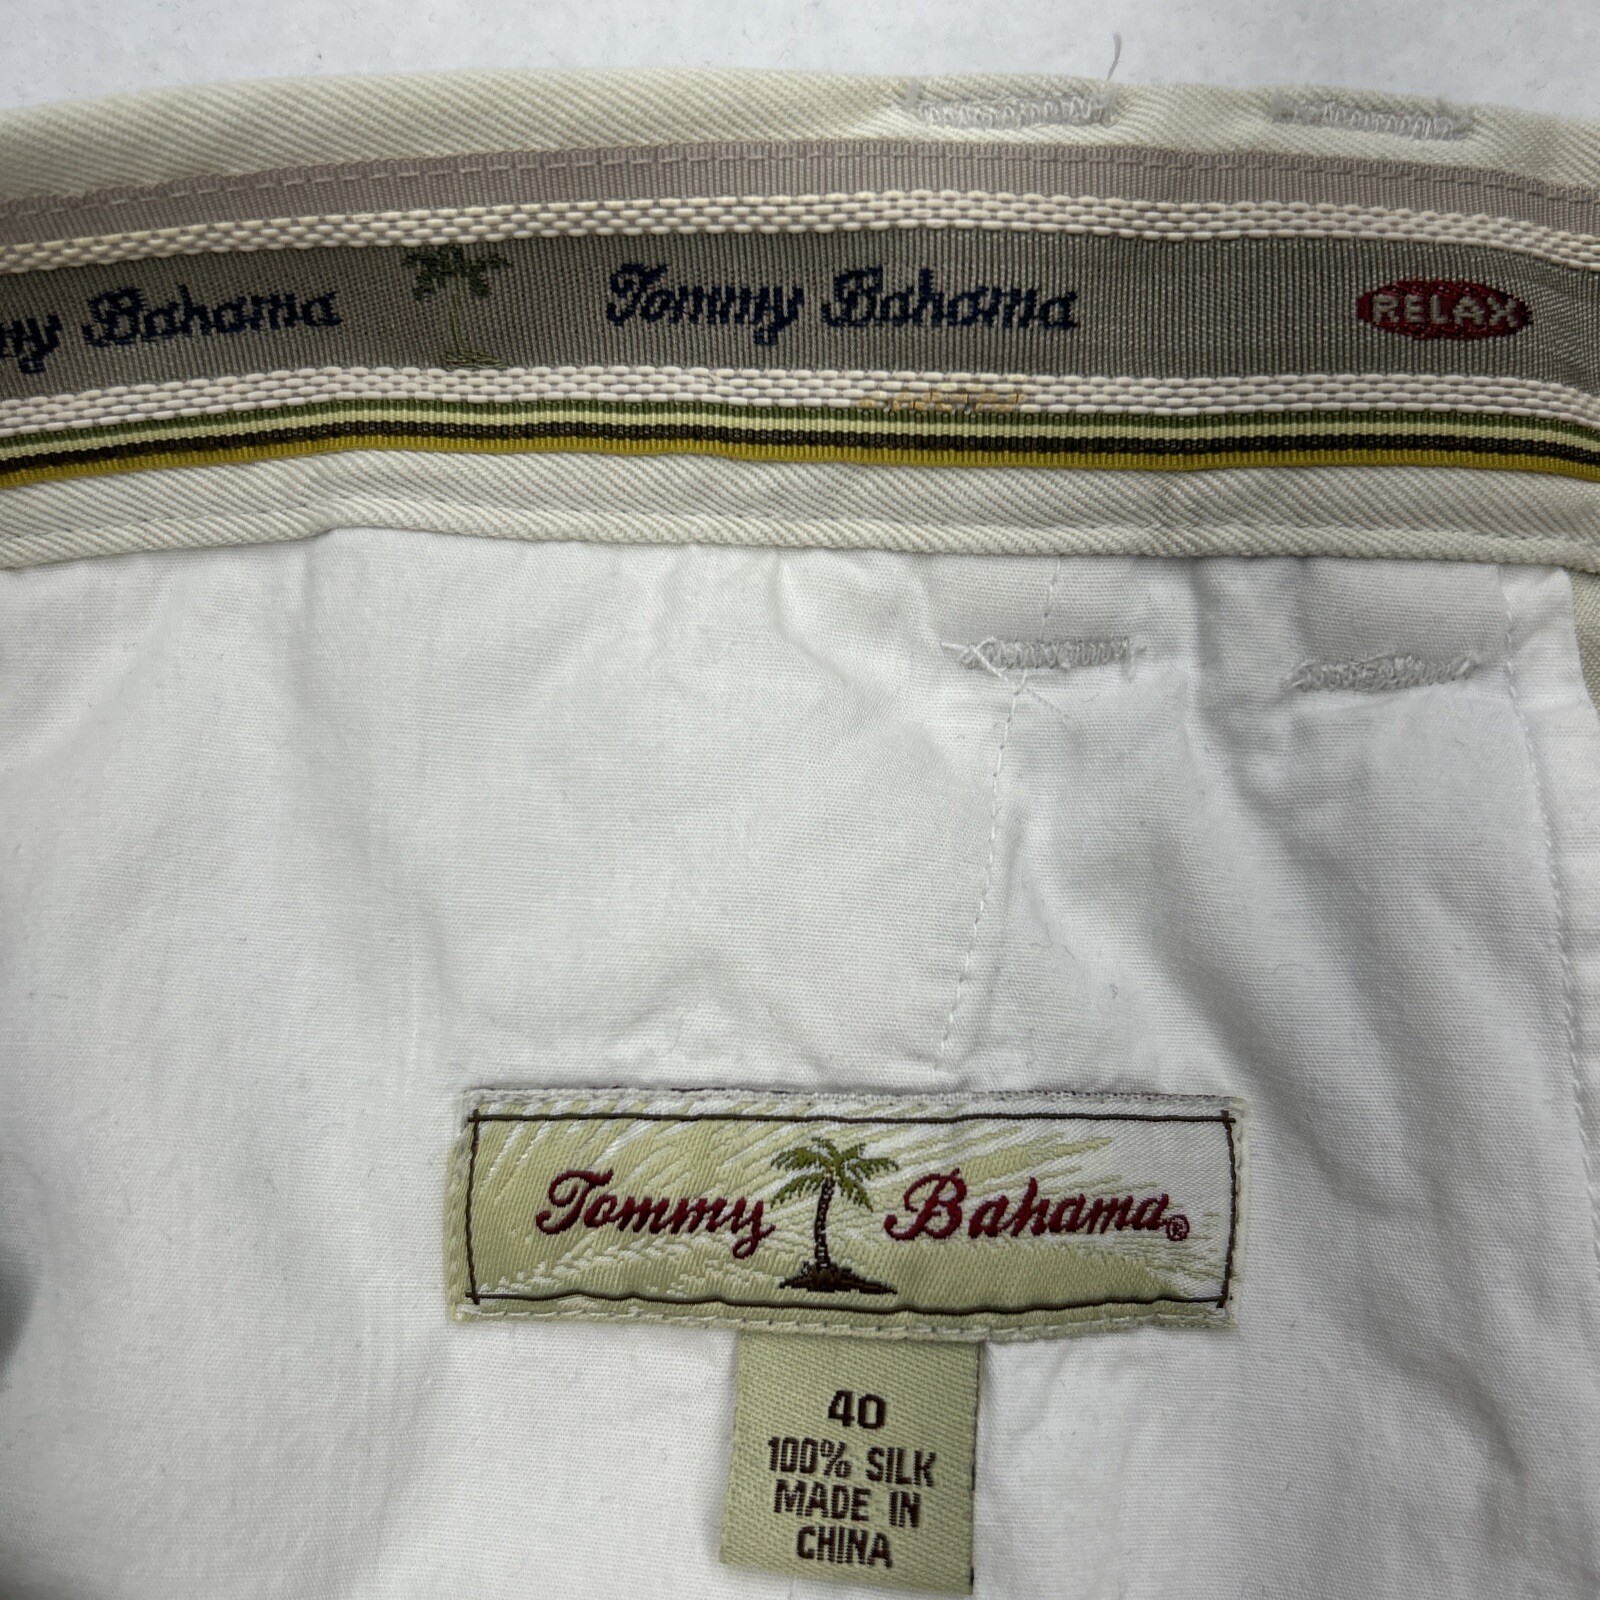 my Bahama Tommy Bahama RELAX
Tommy Bahama®
40
100% SILK
MADE IN
CHINA